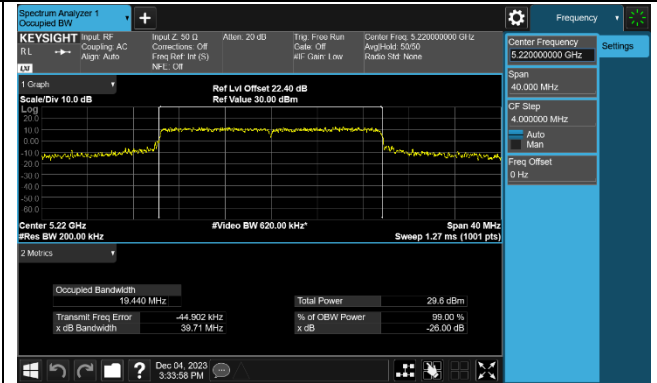 Spectrum Analyzer 1
Occupied BW
Frequency
KEYSIGHT
RL
LXI
Input: RF
Coupling: AC
Align: Auto
Input Z: 50 Ω
Corrections: Off
Freq Ref: Int (S)
NFE: Off
Atten: 20 dB
Trig: Free Run
Gate: Off
#IF Gain: Low
Center Freq: 5.220000000 GHz
Avg|Hold: 50/50
Radio Std: None
Center Frequency
5.220000000 GHz
Settings
Span
40.000 MHz
CF Step
4.000000 MHz
Auto
Man
Freq Offset
0 Hz
1 Graph
Scale/Div 10.0 dB
Ref Lvl Offset 22.40 dB
Ref Value 30.00 dBm
Log
20.0
10.0
0.00
-10.0
-20.0
-30.0
-40.0
-50.0
-60.0
Center 5.22 GHz
#Video BW 620.00 kHz*
Span 40 MHz
#Res BW 200.00 kHz
Sweep 1.27 ms (1001 pts)
2 Metrics
Occupied Bandwidth
19.440 MHz
Total Power 29.6 dBm
Transmit Freq Error -44.902 kHz
% of OBW Power 99.00 %
x dB Bandwidth 39.71 MHz
x dB -26.00 dB
?
Dec 04, 2023
3:33:58 PM